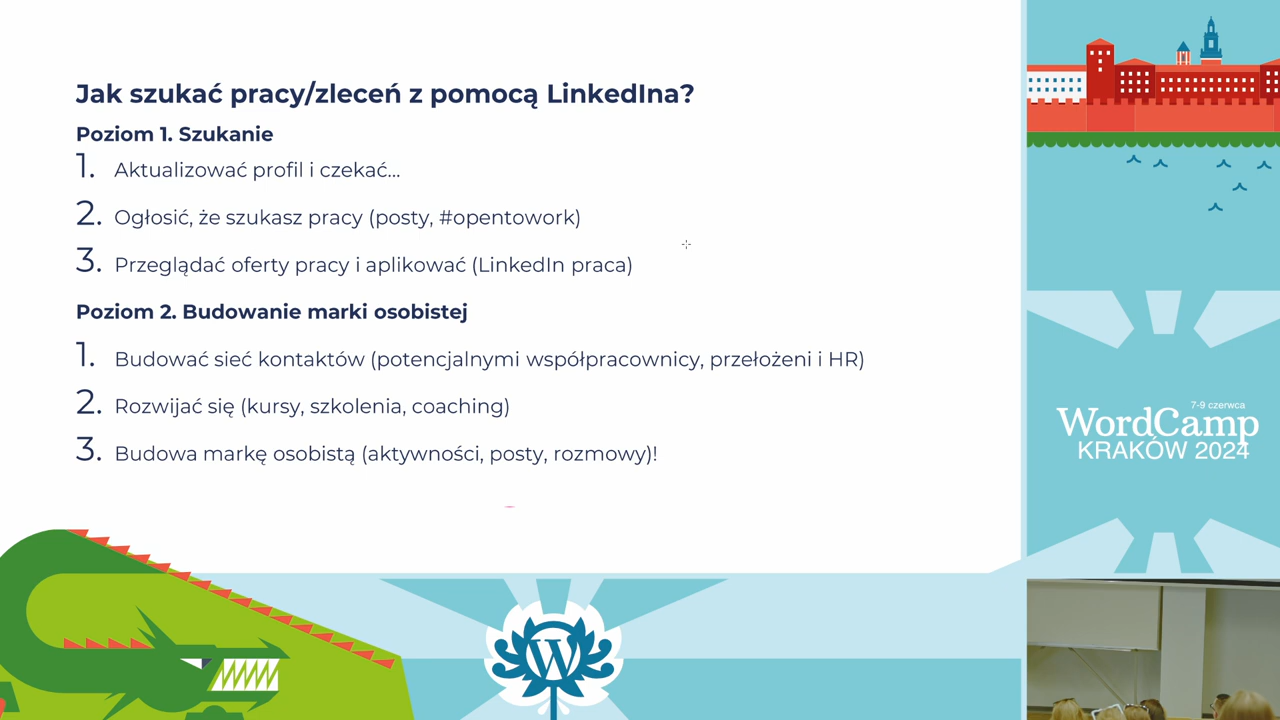 Jak szukać pracy/zleceń z pomocą LinkedIna?
Poziom 1. Szukanie
1. Aktualizować profil i czekać...
2. Ogłosić, że szukasz pracy (posty, #opentowork)
3. Przeglądać oferty pracy i aplikować (LinkedIn praca)
Poziom 2. Budowanie marki osobistej
1. Budować sieć kontaktów (potencjalnymi współpracownicy, przełożeni i HR)
2. Rozwijać się (kursy, szkolenia, coaching)
3. Budowa markę osobistą (aktywności, posty, rozmowy)!
7-9 czerwca
WordCamp
KRAKÓW 2024
W